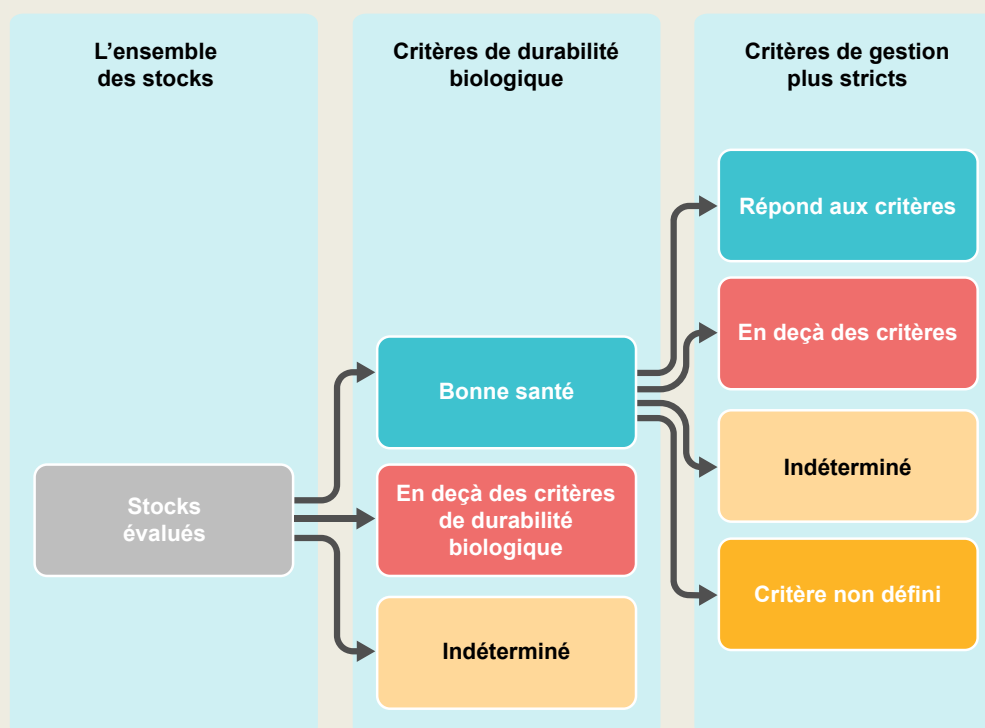 L’ensemble
des stocks
Critères de durabilité
biologique
Critères de gestion
plus stricts
Stocks
évalués
Bonne santé
En deçà des critères
de durabilité
biologique
Indéterminé
Répond aux critères
En deçà des critères
Indéterminé
Critère non défini